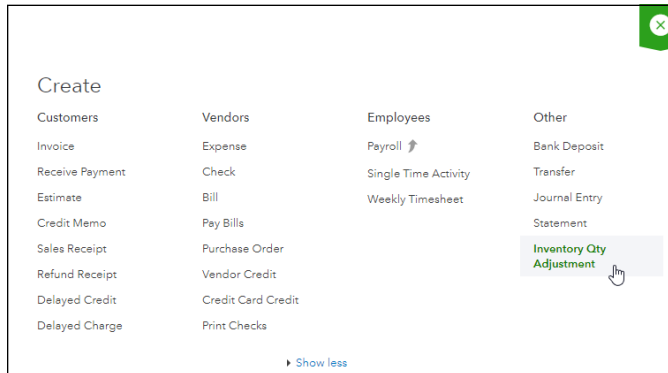 Create
Customers
Invoice
Receive Payment
Estimate
Credit Memo
Sales Receipt
Refund Receipt
Delayed Credit
Delayed Charge
Vendors
Expense
Check
Bill
Pay Bills
Purchase Order
Vendor Credit
Credit Card Credit
Print Checks
Employees
Payroll
Single Time Activity
Weekly Timesheet
Other
Bank Deposit
Transfer
Journal Entry
Statement
Inventory Qty
Adjustment
Show less